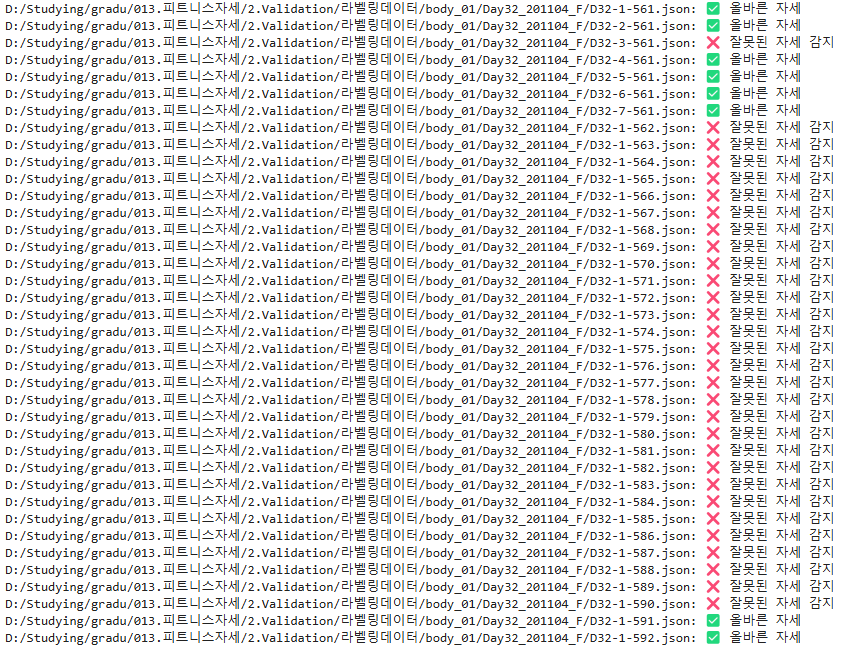 D:/Studying/gradu/013.피트니스자세/2.Validation/라벨링데이터/body_01/Day32_201104_F/D32-1-561.json: ✅ 올바른 자세
D:/Studying/gradu/013.피트니스자세/2.Validation/라벨링데이터/body_01/Day32_201104_F/D32-2-561.json: ✅ 올바른 자세
D:/Studying/gradu/013.피트니스자세/2.Validation/라벨링데이터/body_01/Day32_201104_F/D32-3-561.json: ❌ 잘못된 자세 감지
D:/Studying/gradu/013.피트니스자세/2.Validation/라벨링데이터/body_01/Day32_201104_F/D32-4-561.json: ✅ 올바른 자세
D:/Studying/gradu/013.피트니스자세/2.Validation/라벨링데이터/body_01/Day32_201104_F/D32-5-561.json: ✅ 올바른 자세
D:/Studying/gradu/013.피트니스자세/2.Validation/라벨링데이터/body_01/Day32_201104_F/D32-6-561.json: ✅ 올바른 자세
D:/Studying/gradu/013.피트니스자세/2.Validation/라벨링데이터/body_01/Day32_201104_F/D32-7-561.json: ✅ 올바른 자세
D:/Studying/gradu/013.피트니스자세/2.Validation/라벨링데이터/body_01/Day32_201104_F/D32-1-562.json: ❌ 잘못된 자세 감지
D:/Studying/gradu/013.피트니스자세/2.Validation/라벨링데이터/body_01/Day32_201104_F/D32-1-563.json: ❌ 잘못된 자세 감지
D:/Studying/gradu/013.피트니스자세/2.Validation/라벨링데이터/body_01/Day32_201104_F/D32-1-564.json: ❌ 잘못된 자세 감지
D:/Studying/gradu/013.피트니스자세/2.Validation/라벨링데이터/body_01/Day32_201104_F/D32-1-565.json: ❌ 잘못된 자세 감지
D:/Studying/gradu/013.피트니스자세/2.Validation/라벨링데이터/body_01/Day32_201104_F/D32-1-566.json: ❌ 잘못된 자세 감지
D:/Studying/gradu/013.피트니스자세/2.Validation/라벨링데이터/body_01/Day32_201104_F/D32-1-567.json: ❌ 잘못된 자세 감지
D:/Studying/gradu/013.피트니스자세/2.Validation/라벨링데이터/body_01/Day32_201104_F/D32-1-568.json: ❌ 잘못된 자세 감지
D:/Studying/gradu/013.피트니스자세/2.Validation/라벨링데이터/body_01/Day32_201104_F/D32-1-569.json: ❌ 잘못된 자세 감지
D:/Studying/gradu/013.피트니스자세/2.Validation/라벨링데이터/body_01/Day32_201104_F/D32-1-570.json: ❌ 잘못된 자세 감지
D:/Studying/gradu/013.피트니스자세/2.Validation/라벨링데이터/body_01/Day32_201104_F/D32-1-571.json: ❌ 잘못된 자세 감지
D:/Studying/gradu/013.피트니스자세/2.Validation/라벨링데이터/body_01/Day32_201104_F/D32-1-572.json: ❌ 잘못된 자세 감지
D:/Studying/gradu/013.피트니스자세/2.Validation/라벨링데이터/body_01/Day32_201104_F/D32-1-573.json: ❌ 잘못된 자세 감지
D:/Studying/gradu/013.피트니스자세/2.Validation/라벨링데이터/body_01/Day32_201104_F/D32-1-574.json: ❌ 잘못된 자세 감지
D:/Studying/gradu/013.피트니스자세/2.Validation/라벨링데이터/body_01/Day32_201104_F/D32-1-575.json: ❌ 잘못된 자세 감지
D:/Studying/gradu/013.피트니스자세/2.Validation/라벨링데이터/body_01/Day32_201104_F/D32-1-576.json: ❌ 잘못된 자세 감지
D:/Studying/gradu/013.피트니스자세/2.Validation/라벨링데이터/body_01/Day32_201104_F/D32-1-577.json: ❌ 잘못된 자세 감지
D:/Studying/gradu/013.피트니스자세/2.Validation/라벨링데이터/body_01/Day32_201104_F/D32-1-578.json: ❌ 잘못된 자세 감지
D:/Studying/gradu/013.피트니스자세/2.Validation/라벨링데이터/body_01/Day32_201104_F/D32-1-579.json: ❌ 잘못된 자세 감지
D:/Studying/gradu/013.피트니스자세/2.Validation/라벨링데이터/body_01/Day32_201104_F/D32-1-580.json: ❌ 잘못된 자세 감지
D:/Studying/gradu/013.피트니스자세/2.Validation/라벨링데이터/body_01/Day32_201104_F/D32-1-581.json: ❌ 잘못된 자세 감지
D:/Studying/gradu/013.피트니스자세/2.Validation/라벨링데이터/body_01/Day32_201104_F/D32-1-582.json: ❌ 잘못된 자세 감지
D:/Studying/gradu/013.피트니스자세/2.Validation/라벨링데이터/body_01/Day32_201104_F/D32-1-583.json: ❌ 잘못된 자세 감지
D:/Studying/gradu/013.피트니스자세/2.Validation/라벨링데이터/body_01/Day32_201104_F/D32-1-584.json: ❌ 잘못된 자세 감지
D:/Studying/gradu/013.피트니스자세/2.Validation/라벨링데이터/body_01/Day32_201104_F/D32-1-585.json: ❌ 잘못된 자세 감지
D:/Studying/gradu/013.피트니스자세/2.Validation/라벨링데이터/body_01/Day32_201104_F/D32-1-586.json: ❌ 잘못된 자세 감지
D:/Studying/gradu/013.피트니스자세/2.Validation/라벨링데이터/body_01/Day32_201104_F/D32-1-587.json: ❌ 잘못된 자세 감지
D:/Studying/gradu/013.피트니스자세/2.Validation/라벨링데이터/body_01/Day32_201104_F/D32-1-588.json: ❌ 잘못된 자세 감지
D:/Studying/gradu/013.피트니스자세/2.Validation/라벨링데이터/body_01/Day32_201104_F/D32-1-589.json: ❌ 잘못된 자세 감지
D:/Studying/gradu/013.피트니스자세/2.Validation/라벨링데이터/body_01/Day32_201104_F/D32-1-590.json: ❌ 잘못된 자세 감지
D:/Studying/gradu/013.피트니스자세/2.Validation/라벨링데이터/body_01/Day32_201104_F/D32-1-591.json: ✅ 올바른 자세
D:/Studying/gradu/013.피트니스자세/2.Validation/라벨링데이터/body_01/Day32_201104_F/D32-1-592.json: ✅ 올바른 자세